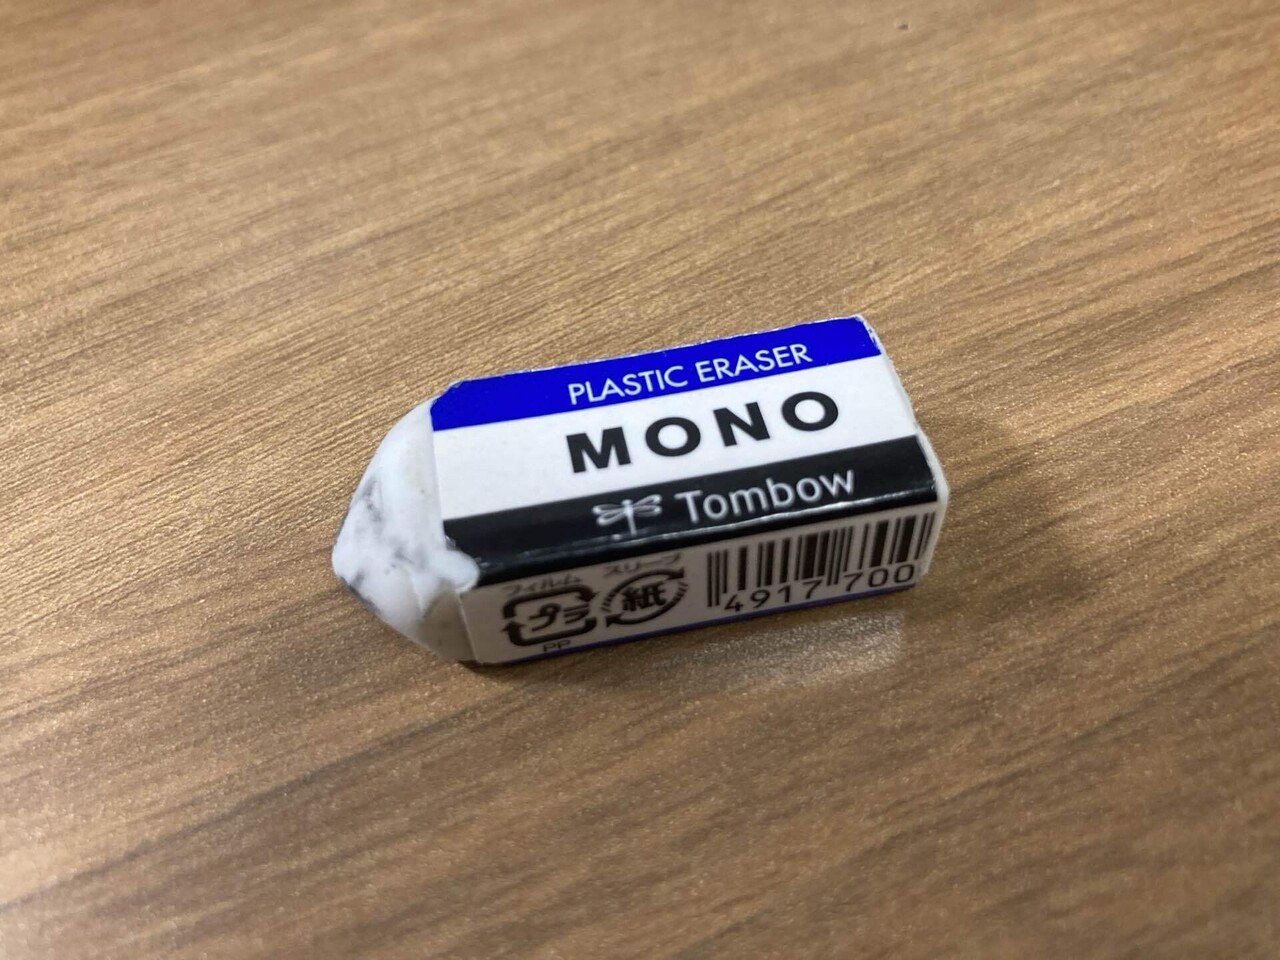 PLASTIC ERASER
MONO
Tombow
フィルム スリーブ
プラ 紙
PP
4917 700